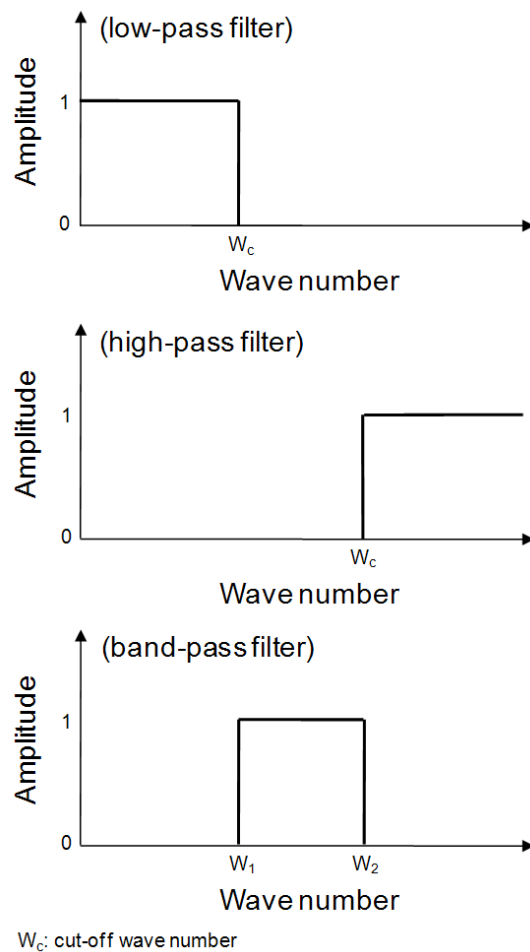 (low-pass filter)
Amplitude
1
0
Wc
Wave number
(high-pass filter)
Amplitude
1
0
Wc
Wave number
(band-pass filter)
Amplitude
1
0
W1 W2
Wave number
Wc: cut-off wave number